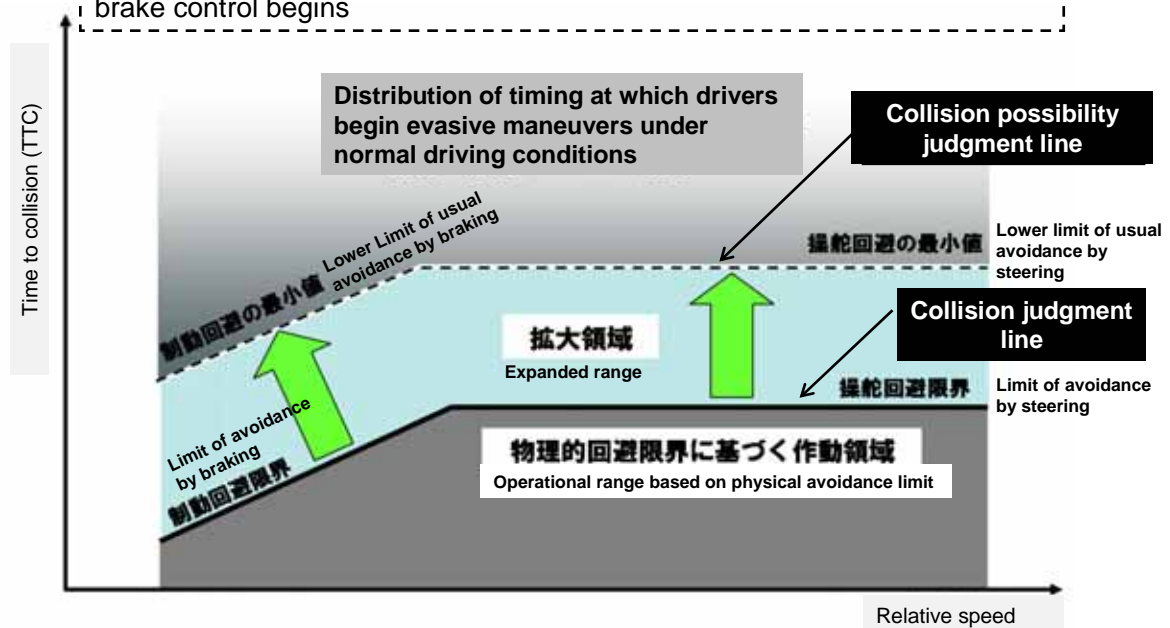 brake control begins
Time to collision (TTC)
Distribution of timing at which drivers
begin evasive maneuvers under
normal driving conditions
Collision possibility
judgment line
Lower Limit of usual
avoidance by braking
制動回避の最小値
操舵回避の最小値
Lower limit of usual
avoidance by
steering
Collision judgment
line
拡大領域
Expanded range
操舵回避限界
Limit of avoidance
by steering
Limit of avoidance
by braking
制動回避限界
物理的回避限界に基づく作動領域
Operational range based on physical avoidance limit
Relative speed